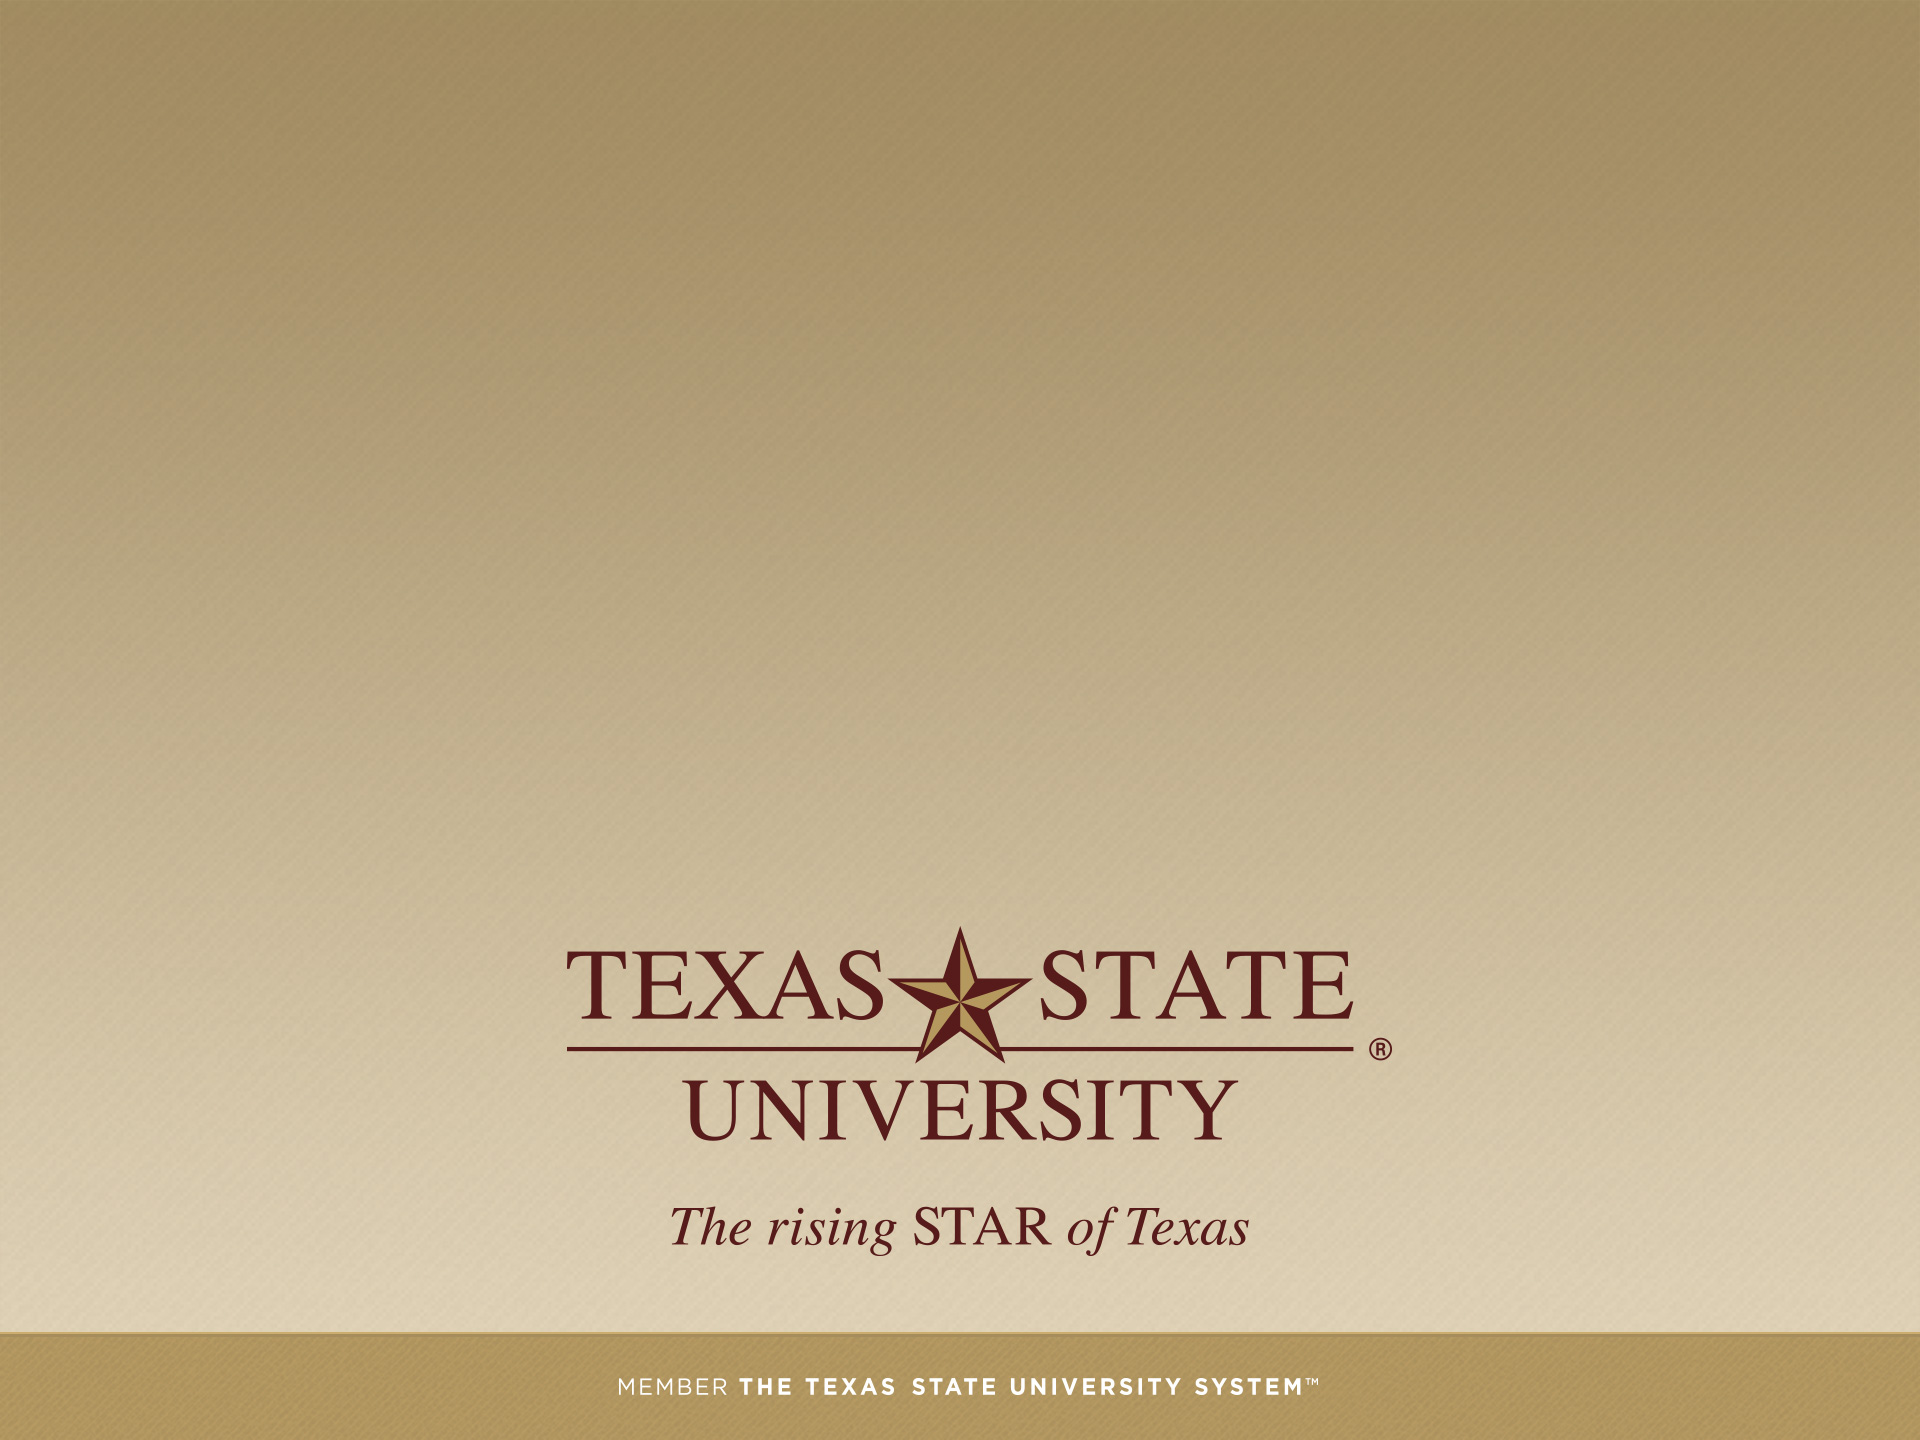 TEXAS STATE
®
UNIVERSITY
The rising STAR of Texas
MEMBER THE TEXAS STATE UNIVERSITY SYSTEM™